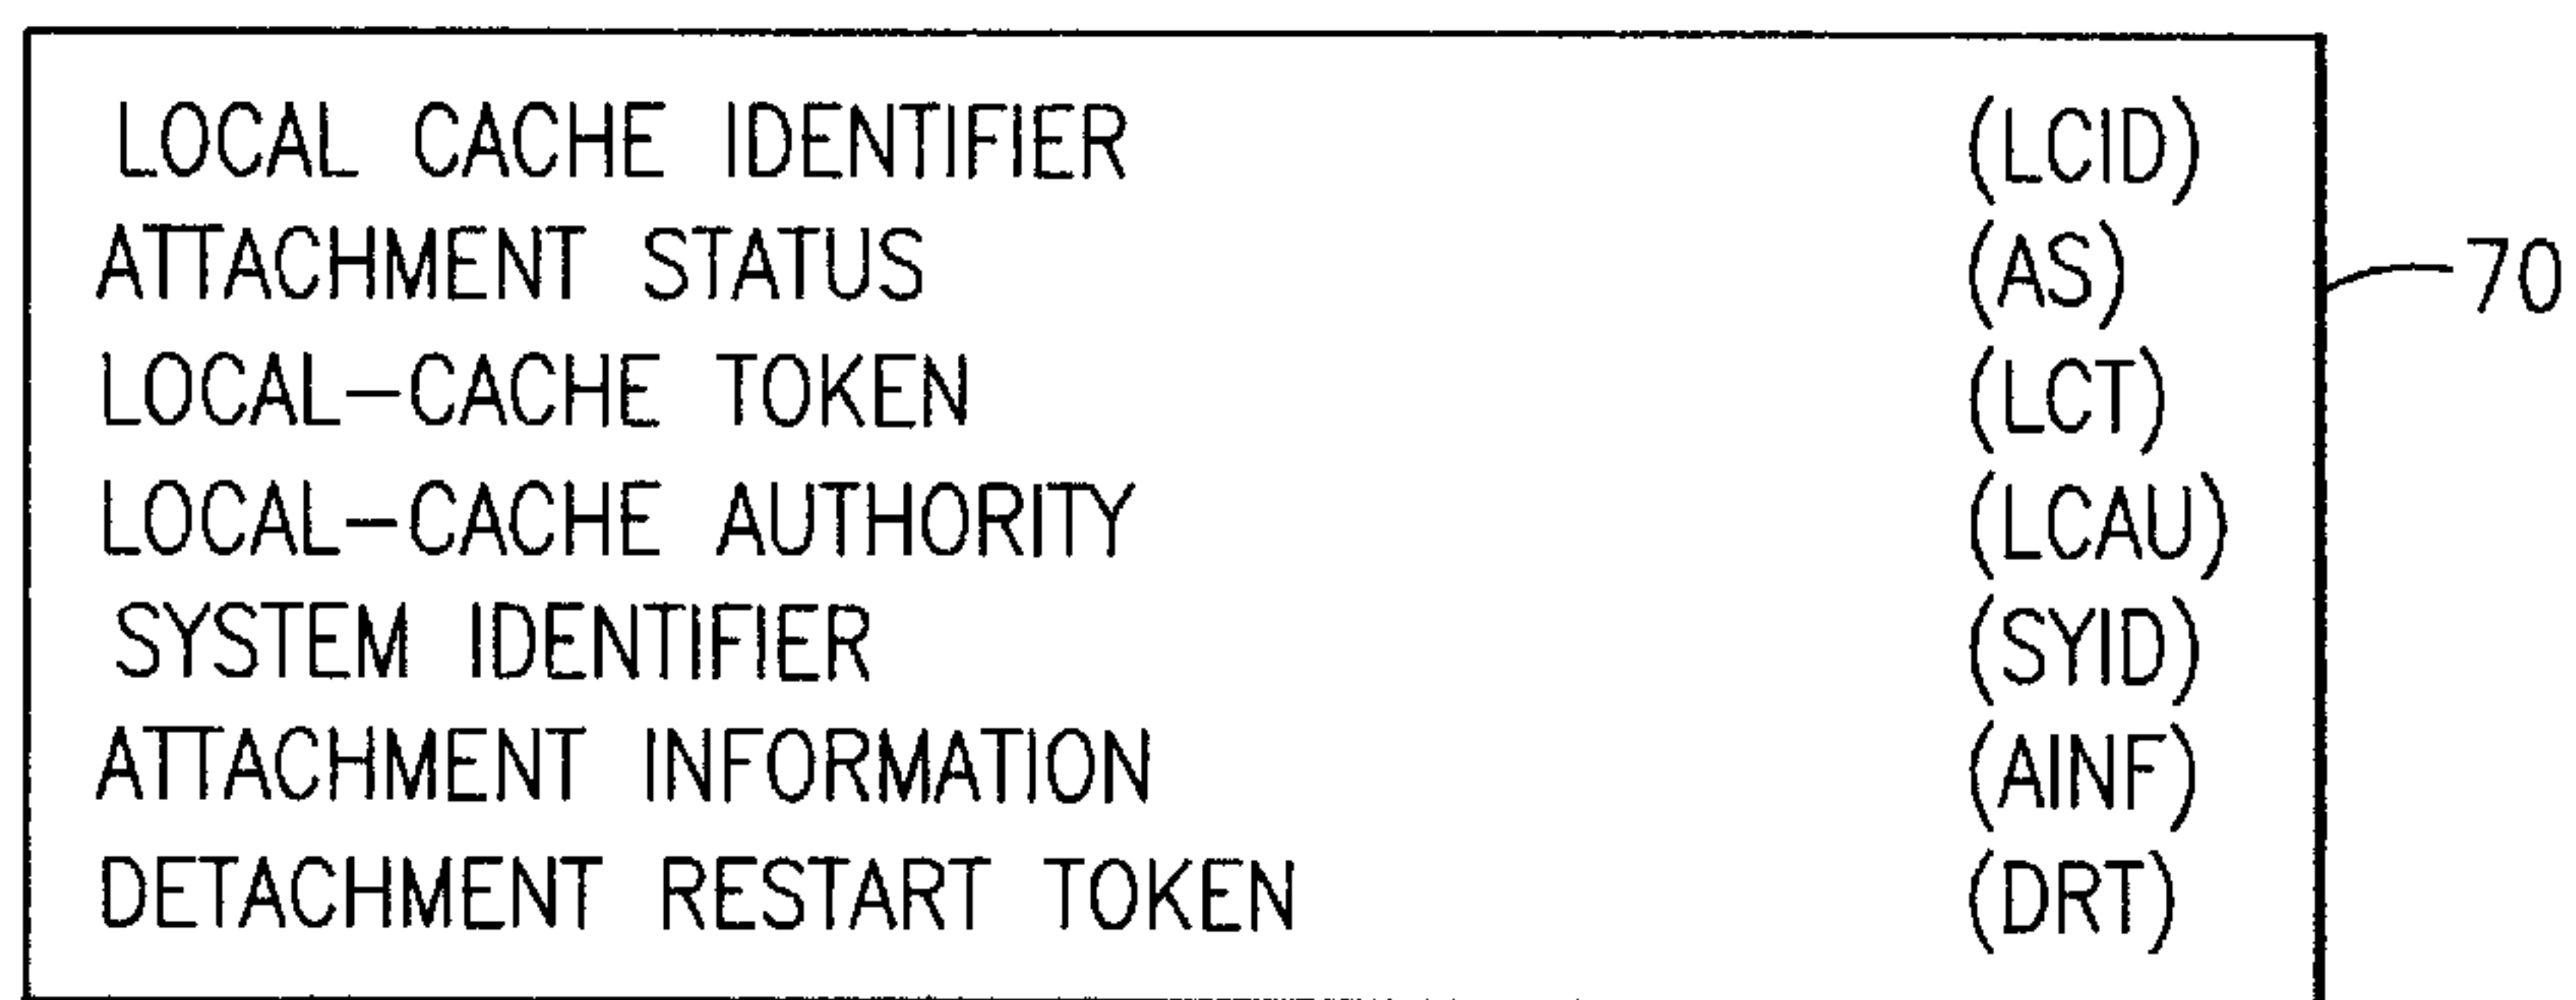 LOCAL CACHE IDENTIFIER (LCID)
ATTACHMENT STATUS (AS)
70
LOCAL-CACHE TOKEN (LCT)
LOCAL-CACHE AUTHORITY (LCAU)
SYSTEM IDENTIFIER (SYID)
ATTACHMENT INFORMATION (AINF)
DETACHMENT RESTART TOKEN (DRT)